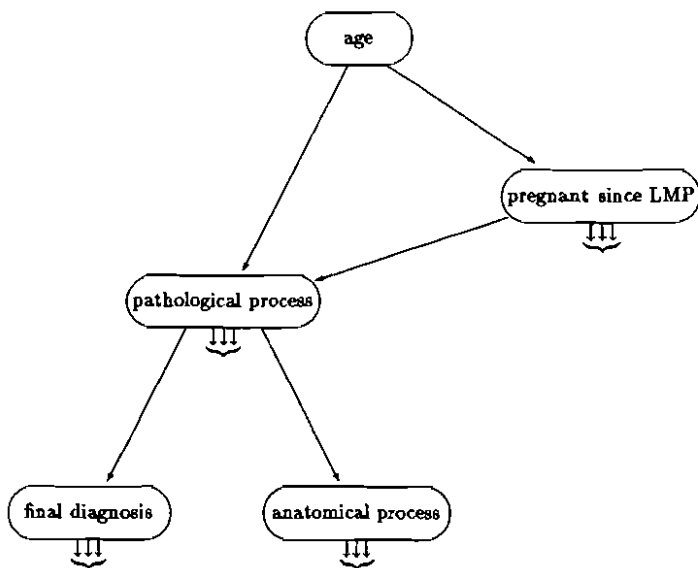 age
pregnant since LMP
pathological process
final diagnosis
anatomical process